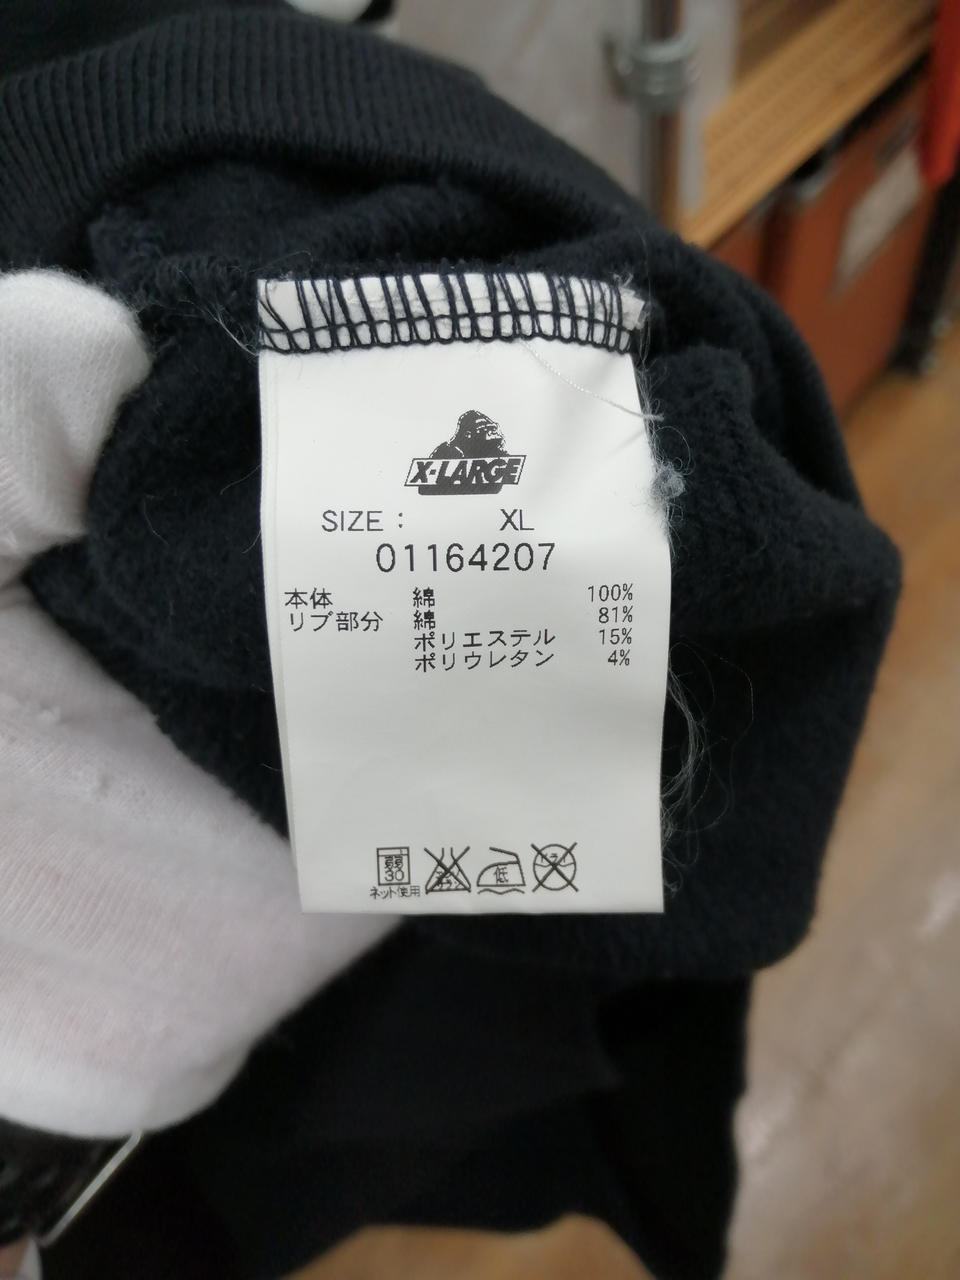 X-LARGE
SIZE : XL
01164207
本体 綿 100%
リブ部分 綿 81%
ポリエステル 15%
ポリウレタン 4%
弱
30
ネット使用
低